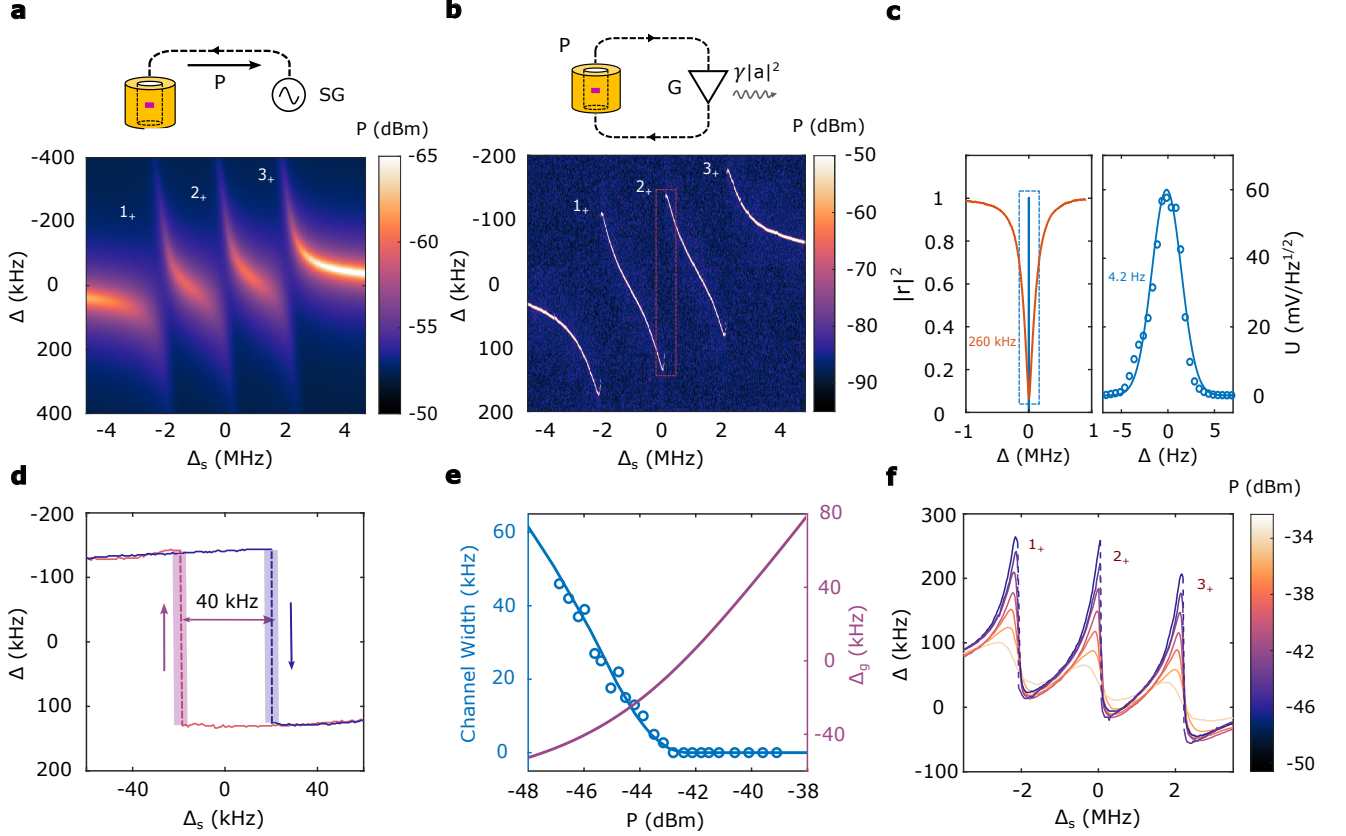 a
P
SG
P (dBm)
-400
-200
0
200
400
Δ (kHz)
1+
2+
3+
-65
-60
-55
-50
-4
-2
0
2
4
Δs (MHz)
b
P
G
γ|a|²
P (dBm)
-200
-100
0
100
200
Δ (kHz)
1+
2+
3+
-50
-60
-70
-80
-90
-4
-2
0
2
4
Δs (MHz)
c
1
0.8
0.6
0.4
0.2
0
|r|²
260 kHz
-1
0
1
Δ (MHz)
4.2 Hz
60
40
20
0
U (mV/Hz1/2)
-5
0
5
Δ (Hz)
d
-200
-100
0
100
200
Δ (kHz)
40 kHz
-40
0
40
Δs (kHz)
e
60
40
20
0
Channel Width (kHz)
80
40
0
-40
Δg (kHz)
-48
-46
-44
-42
-40
-38
P (dBm)
f
P (dBm)
300
200
100
0
-100
Δ (kHz)
1+
2+
3+
-34
-38
-42
-46
-50
-2
0
2
Δs (MHz)